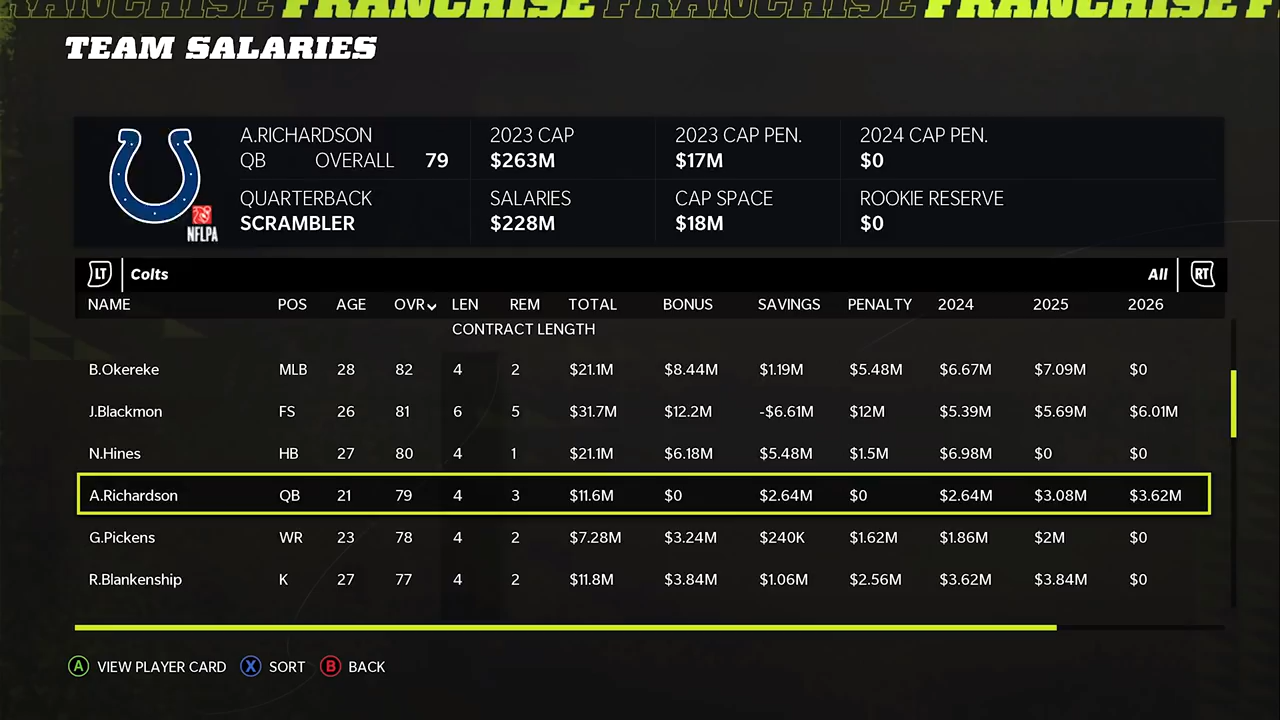 FRANCHISE FRANCHISE FRANCHISE FRANCHISE F
TEAM SALARIES
A.RICHARDSON
QB OVERALL 79
QUARTERBACK
SCRAMBLER
NFLPA
2023 CAP
$263M
SALARIES
$228M
2023 CAP PEN.
$17M
CAP SPACE
$18M
2024 CAP PEN.
$0
ROOKIE RESERVE
$0
LT Colts All RT
NAME POS AGE OVR LEN REM TOTAL BONUS SAVINGS PENALTY 2024 2025 2026
CONTRACT LENGTH
B.Okereke MLB 28 82 4 2 $21.1M $8.44M $1.19M $5.48M $6.67M $7.09M $0
J.Blackmon FS 26 81 6 5 $31.7M $12.2M -$6.61M $12M $5.39M $5.69M $6.01M
N.Hines HB 27 80 4 1 $21.1M $6.18M $5.48M $1.5M $6.98M $0 $0
A.Richardson QB 21 79 4 3 $11.6M $0 $2.64M $0 $2.64M $3.08M $3.62M
G.Pickens WR 23 78 4 2 $7.28M $3.24M $240K $1.62M $1.86M $2M $0
R.Blankenship K 27 77 4 2 $11.8M $3.84M $1.06M $2.56M $3.62M $3.84M $0
A VIEW PLAYER CARD X SORT B BACK